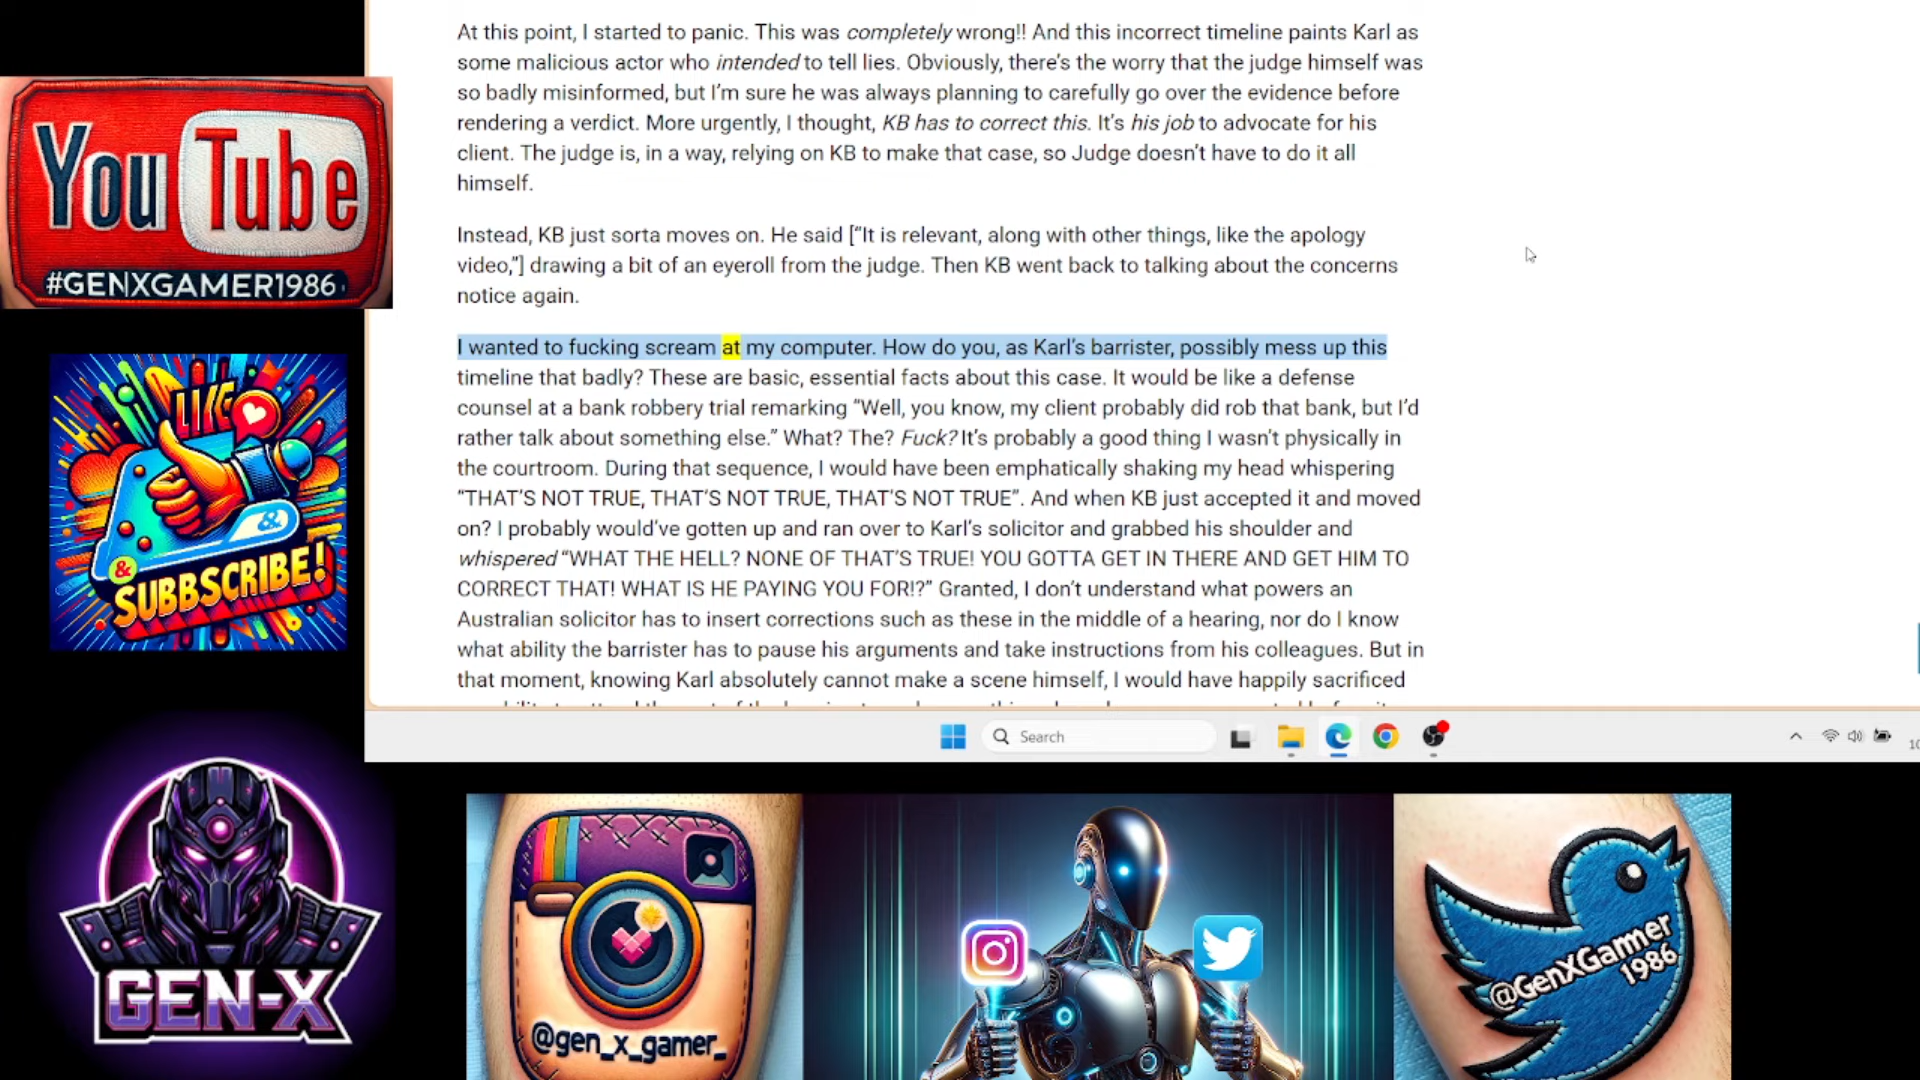 At this point, I started to panic. This was completely wrong!! And this incorrect timeline paints Karl as
some malicious actor who intended to tell lies. Obviously, there's the worry that the judge himself was
so badly misinformed, but I'm sure he was always planning to carefully go over the evidence before
rendering a verdict. More urgently, I thought, KB has to correct this. It's his job to advocate for his
client. The judge is, in a way, relying on KB to make that case, so Judge doesn't have to do it all
himself.
Instead, KB just sorta moves on. He said [“It is relevant, along with other things, like the apology
video,”] drawing a bit of an eyeroll from the judge. Then KB went back to talking about the concerns
notice again.
I wanted to fucking scream at my computer. How do you, as Karl's barrister, possibly mess up this
timeline that badly? These are basic, essential facts about this case. It would be like a defense
counsel at a bank robbery trial remarking “Well, you know, my client probably did rob that bank, but I'd
rather talk about something else.” What? The? Fuck? It's probably a good thing I wasn't physically in
the courtroom. During that sequence, I would have been emphatically shaking my head whispering
“THAT'S NOT TRUE, THAT'S NOT TRUE, THAT'S NOT TRUE”. And when KB just accepted it and moved
on? I probably would've gotten up and ran over to Karl's solicitor and grabbed his shoulder and
whispered “WHAT THE HELL? NONE OF THAT'S TRUE! YOU GOTTA GET IN THERE AND GET HIM TO
CORRECT THAT! WHAT IS HE PAYING YOU FOR!?” Granted, I don't understand what powers an
Australian solicitor has to insert corrections such as these in the middle of a hearing, nor do I know
what ability the barrister has to pause his arguments and take instructions from his colleagues. But in
that moment, knowing Karl absolutely cannot make a scene himself, I would have happily sacrificed
Search
10
YouTube
#GENXGAMER1986
LIKE
&
& SUBBSCRIBE!
GEN-X
@gen_x_gamer_
@GenXGamer
1986